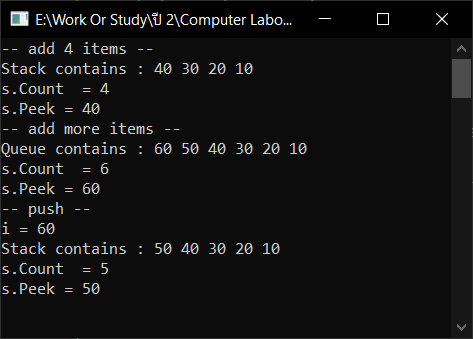 E:\Work Or Study\ปี 2\Computer Labo...
-- add 4 items --
Stack contains : 40 30 20 10
s.Count  = 4
s.Peek = 40
-- add more items --
Queue contains : 60 50 40 30 20 10
s.Count  = 6
s.Peek = 60
-- push --
i = 60
Stack contains : 50 40 30 20 10
s.Count  = 5
s.Peek = 50